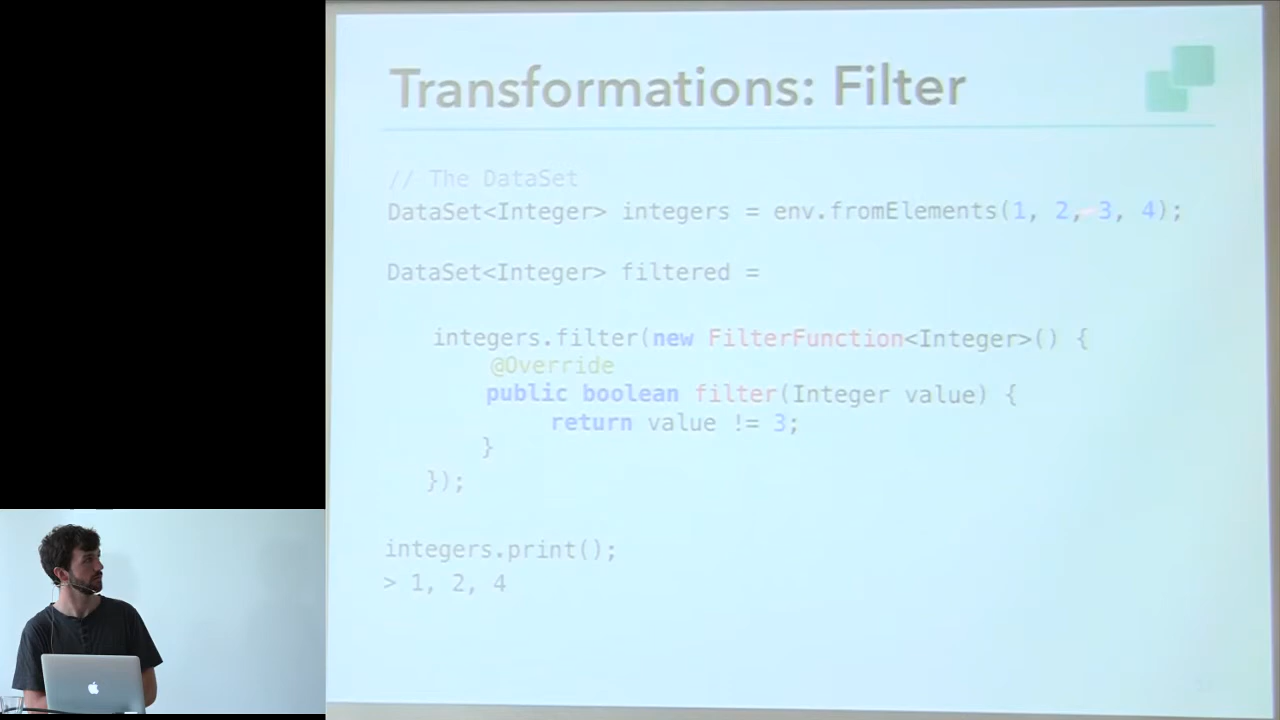 Transformations: Filter
// The DataSet
DataSet<Integer> integers = env.fromElements(1, 2, 3, 4);
DataSet<Integer> filtered =
integers.filter(new FilterFunction<Integer>() {
@Override
public boolean filter(Integer value) {
return value != 3;
}
});
integers.print();
> 1, 2, 4